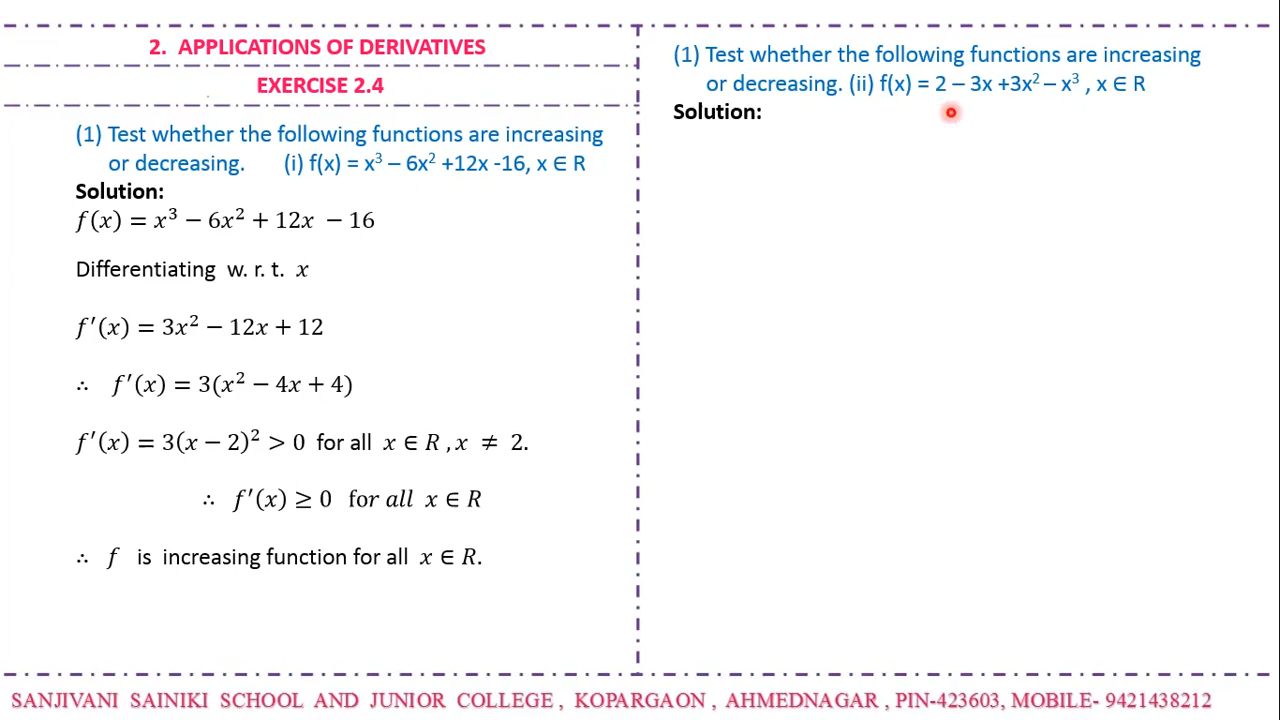 2. APPLICATIONS OF DERIVATIVES
EXERCISE 2.4
(1) Test whether the following functions are increasing
or decreasing. (i) f(x) = x³ – 6x² +12x -16, x ∈ R
Solution:
f(x) = x³ − 6x² + 12x − 16
Differentiating w. r. t. x
f′(x) = 3x² − 12x + 12
∴ f′(x) = 3(x² − 4x + 4)
f′(x) = 3(x − 2)² > 0 for all x ∈ R , x ≠ 2.
∴ f′(x) ≥ 0 for all x ∈ R
∴ f is increasing function for all x ∈ R.
(1) Test whether the following functions are increasing
or decreasing. (ii) f(x) = 2 – 3x +3x² – x³ , x ∈ R
Solution:
SANJIVANI SAINIKI SCHOOL AND JUNIOR COLLEGE , KOPARGAON , AHMEDNAGAR , PIN-423603, MOBILE- 9421438212